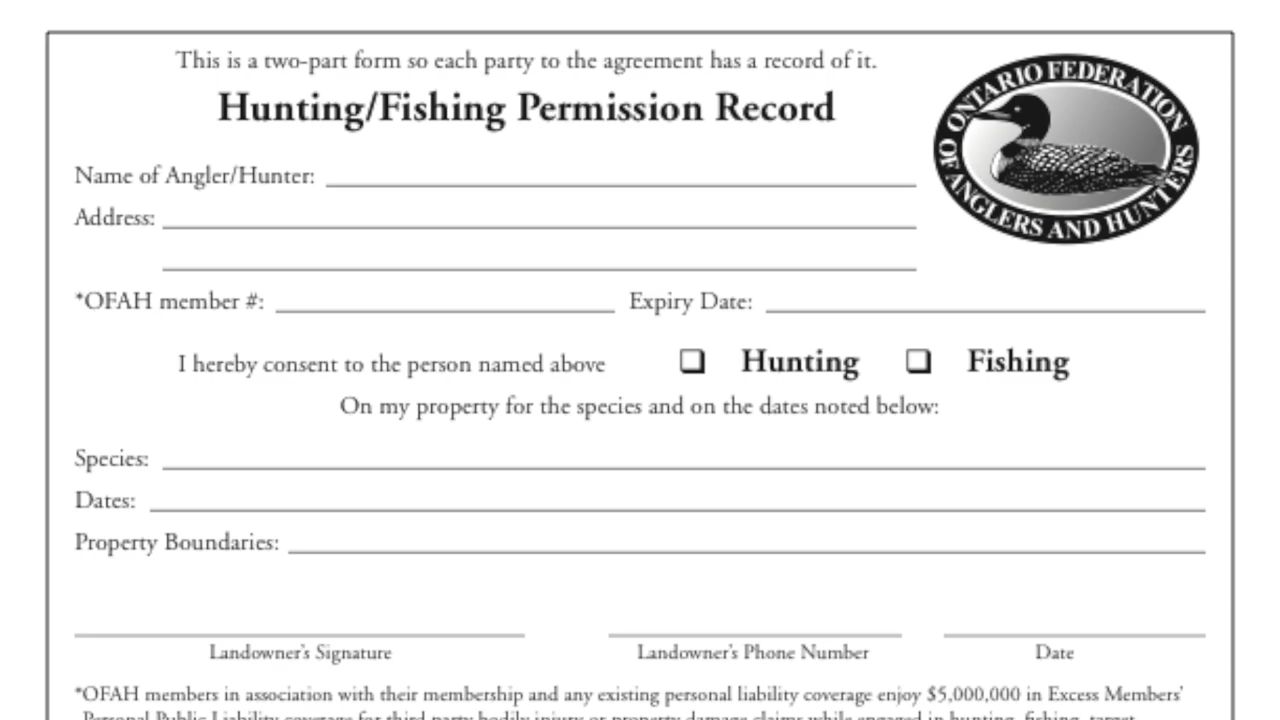 This is a two-part form so each party to the agreement has a record of it.
Hunting/Fishing Permission Record
ONTARIO FEDERATION
OF ANGLERS AND HUNTERS
Name of Angler/Hunter:
Address:
*OFAH member #: Expiry Date:
I hereby consent to the person named above ❏ Hunting ❏ Fishing
On my property for the species and on the dates noted below:
Species:
Dates:
Property Boundaries:
Landowner's Signature Landowner's Phone Number Date
*OFAH members in association with their membership and any existing personal liability coverage enjoy $5,000,000 in Excess Members'
Personal Public Liability coverage for third party bodily injury or property damage claims while engaged in hunting, fishing, target